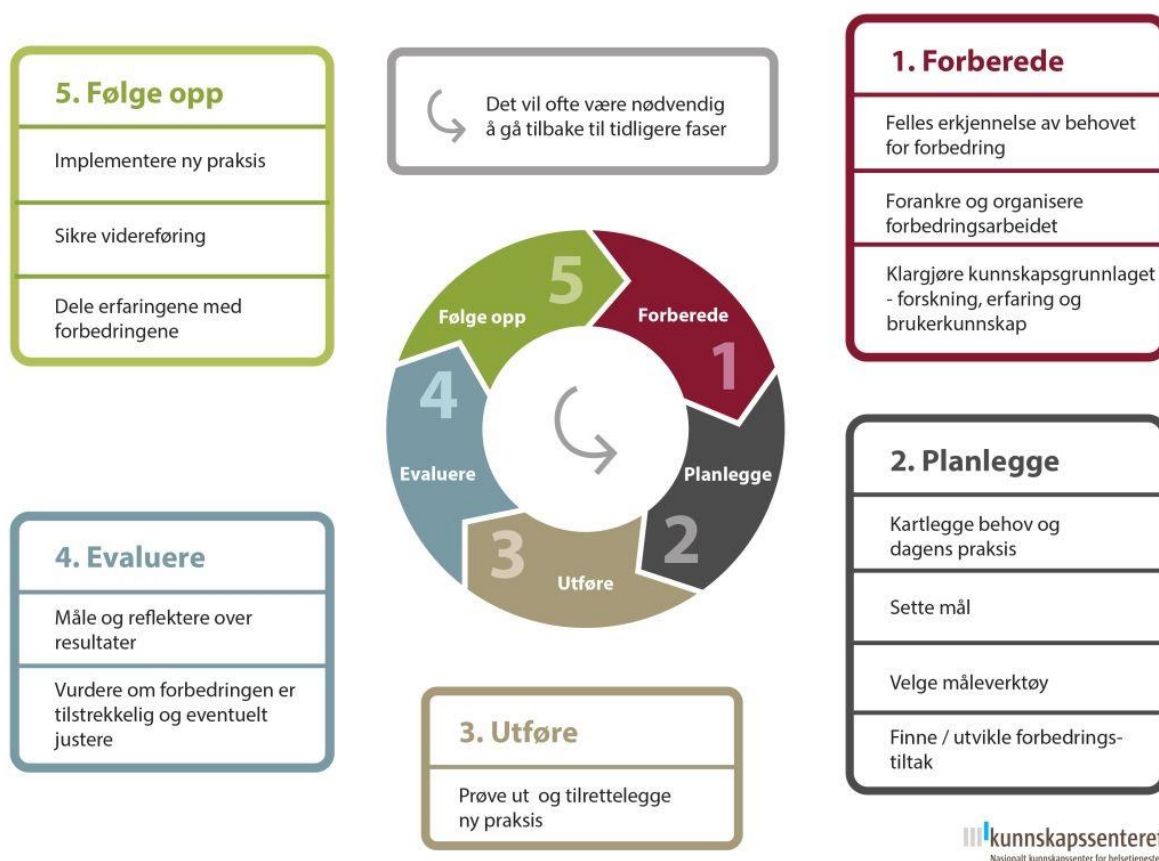 Det vil ofte være nødvendig
å gå tilbake til tidligere faser
1. Forberede
Felles erkjennelse av behovet
for forbedring
Forankre og organisere
forbedringsarbeidet
Klargjøre kunnskapsgrunnlaget
- forskning, erfaring og
brukerkunnskap
2. Planlegge
Kartlegge behov og
dagens praksis
Sette mål
Velge måleverktøy
Finne / utvikle forbedrings-
tiltak
3. Utføre
Prøve ut og tilrettelegge
ny praksis
4. Evaluere
Måle og reflektere over
resultater
Vurdere om forbedringen er
tilstrekkelig og eventuelt
justere
5. Følge opp
Implementere ny praksis
Sikre videreføring
Dele erfaringene med
forbedringene
Forberede
1
Planlegge
2
3
Utføre
4
Evaluere
5
Følge opp
kunnskapssenteret
Nasjonalt kunnskapssenter for helsetjenesten